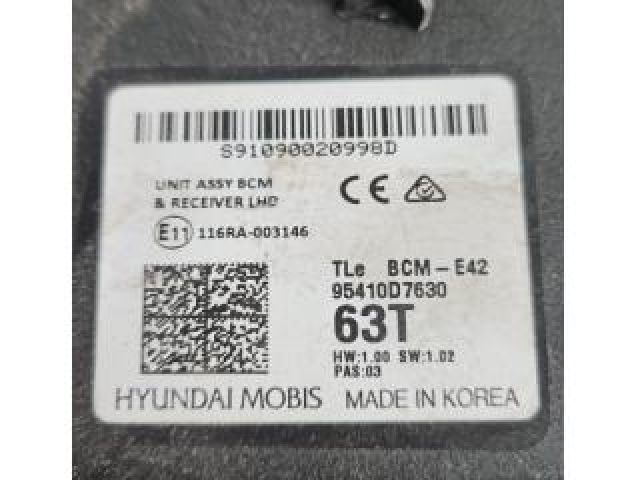 S91090020998D
UNIT ASSY BCM
& RECEIVER LHD
E11 116RA-003146
CE
TLe BCM-E42
95410D7630
63T
HW:1.00 SW:1.02
PAS:03
HYUNDAI MOBIS MADE IN KOREA